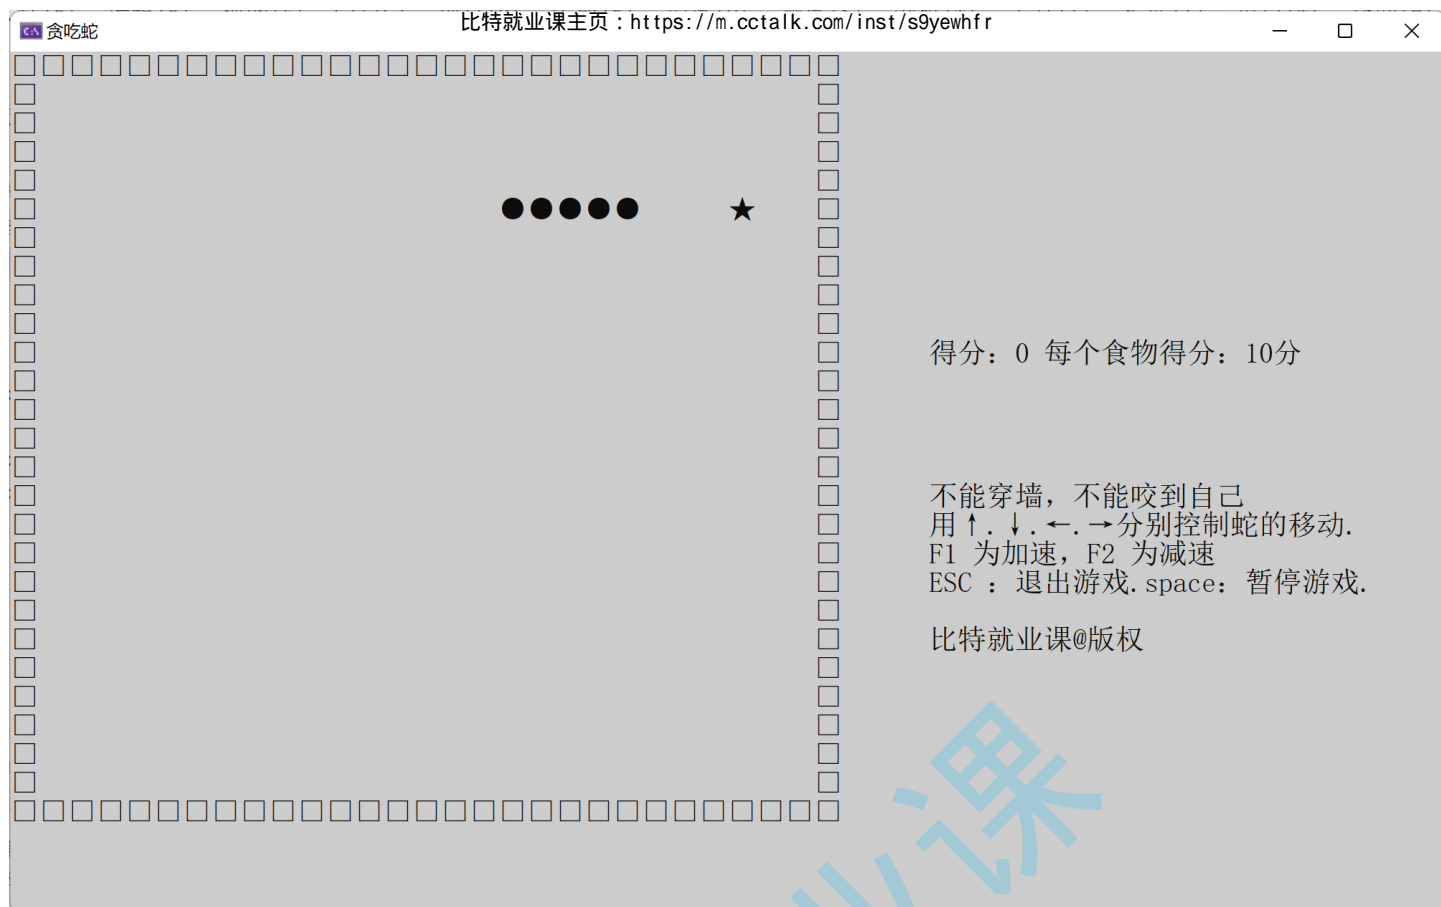 比特就业课主页：https://m.cctalk.com/inst/s9yewhfr
贪吃蛇
得分：0 每个食物得分：10分
不能穿墙，不能咬到自己
用↑.↓.←.→分别控制蛇的移动.
F1 为加速，F2 为减速
ESC ：退出游戏.space：暂停游戏.
比特就业课@版权
业课